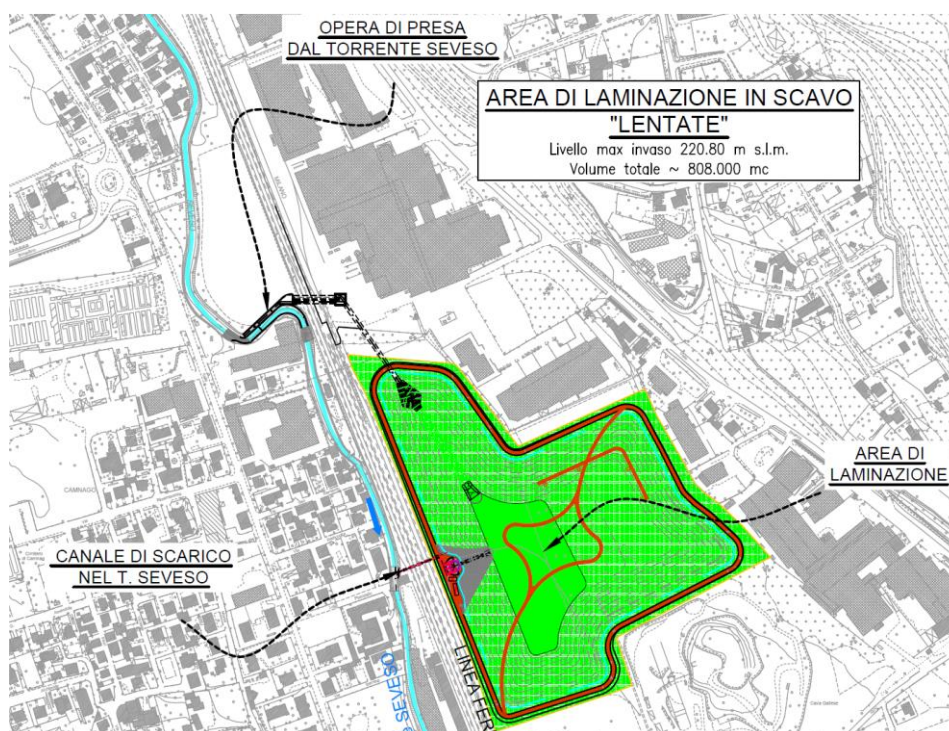 OPERA DI PRESA
DAL TORRENTE SEVESO
AREA DI LAMINAZIONE IN SCAVO
"LENTATE"
Livello max invaso 220.80 m s.l.m.
Volume totale ~ 808.000 mc
AREA DI
LAMINAZIONE
CAMNAGO
CANALE DI SCARICO
NEL T. SEVESO
SEVESO
LINEA FER